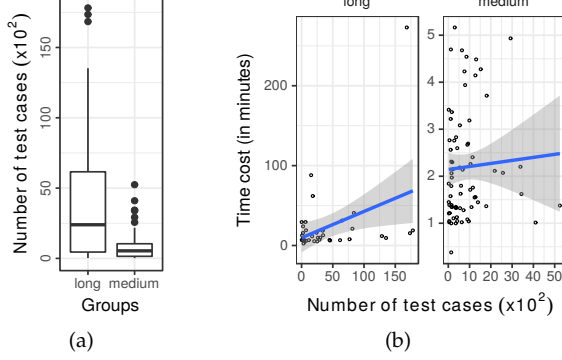 long
medium
Number of test cases (x10²)
150
100
50
0
long
medium
Groups
(a)
Time cost (in minutes)
200
100
0
0
50
100
150
5
4
3
2
1
0
10
20
30
40
50
Number of test cases (x10²)
(b)